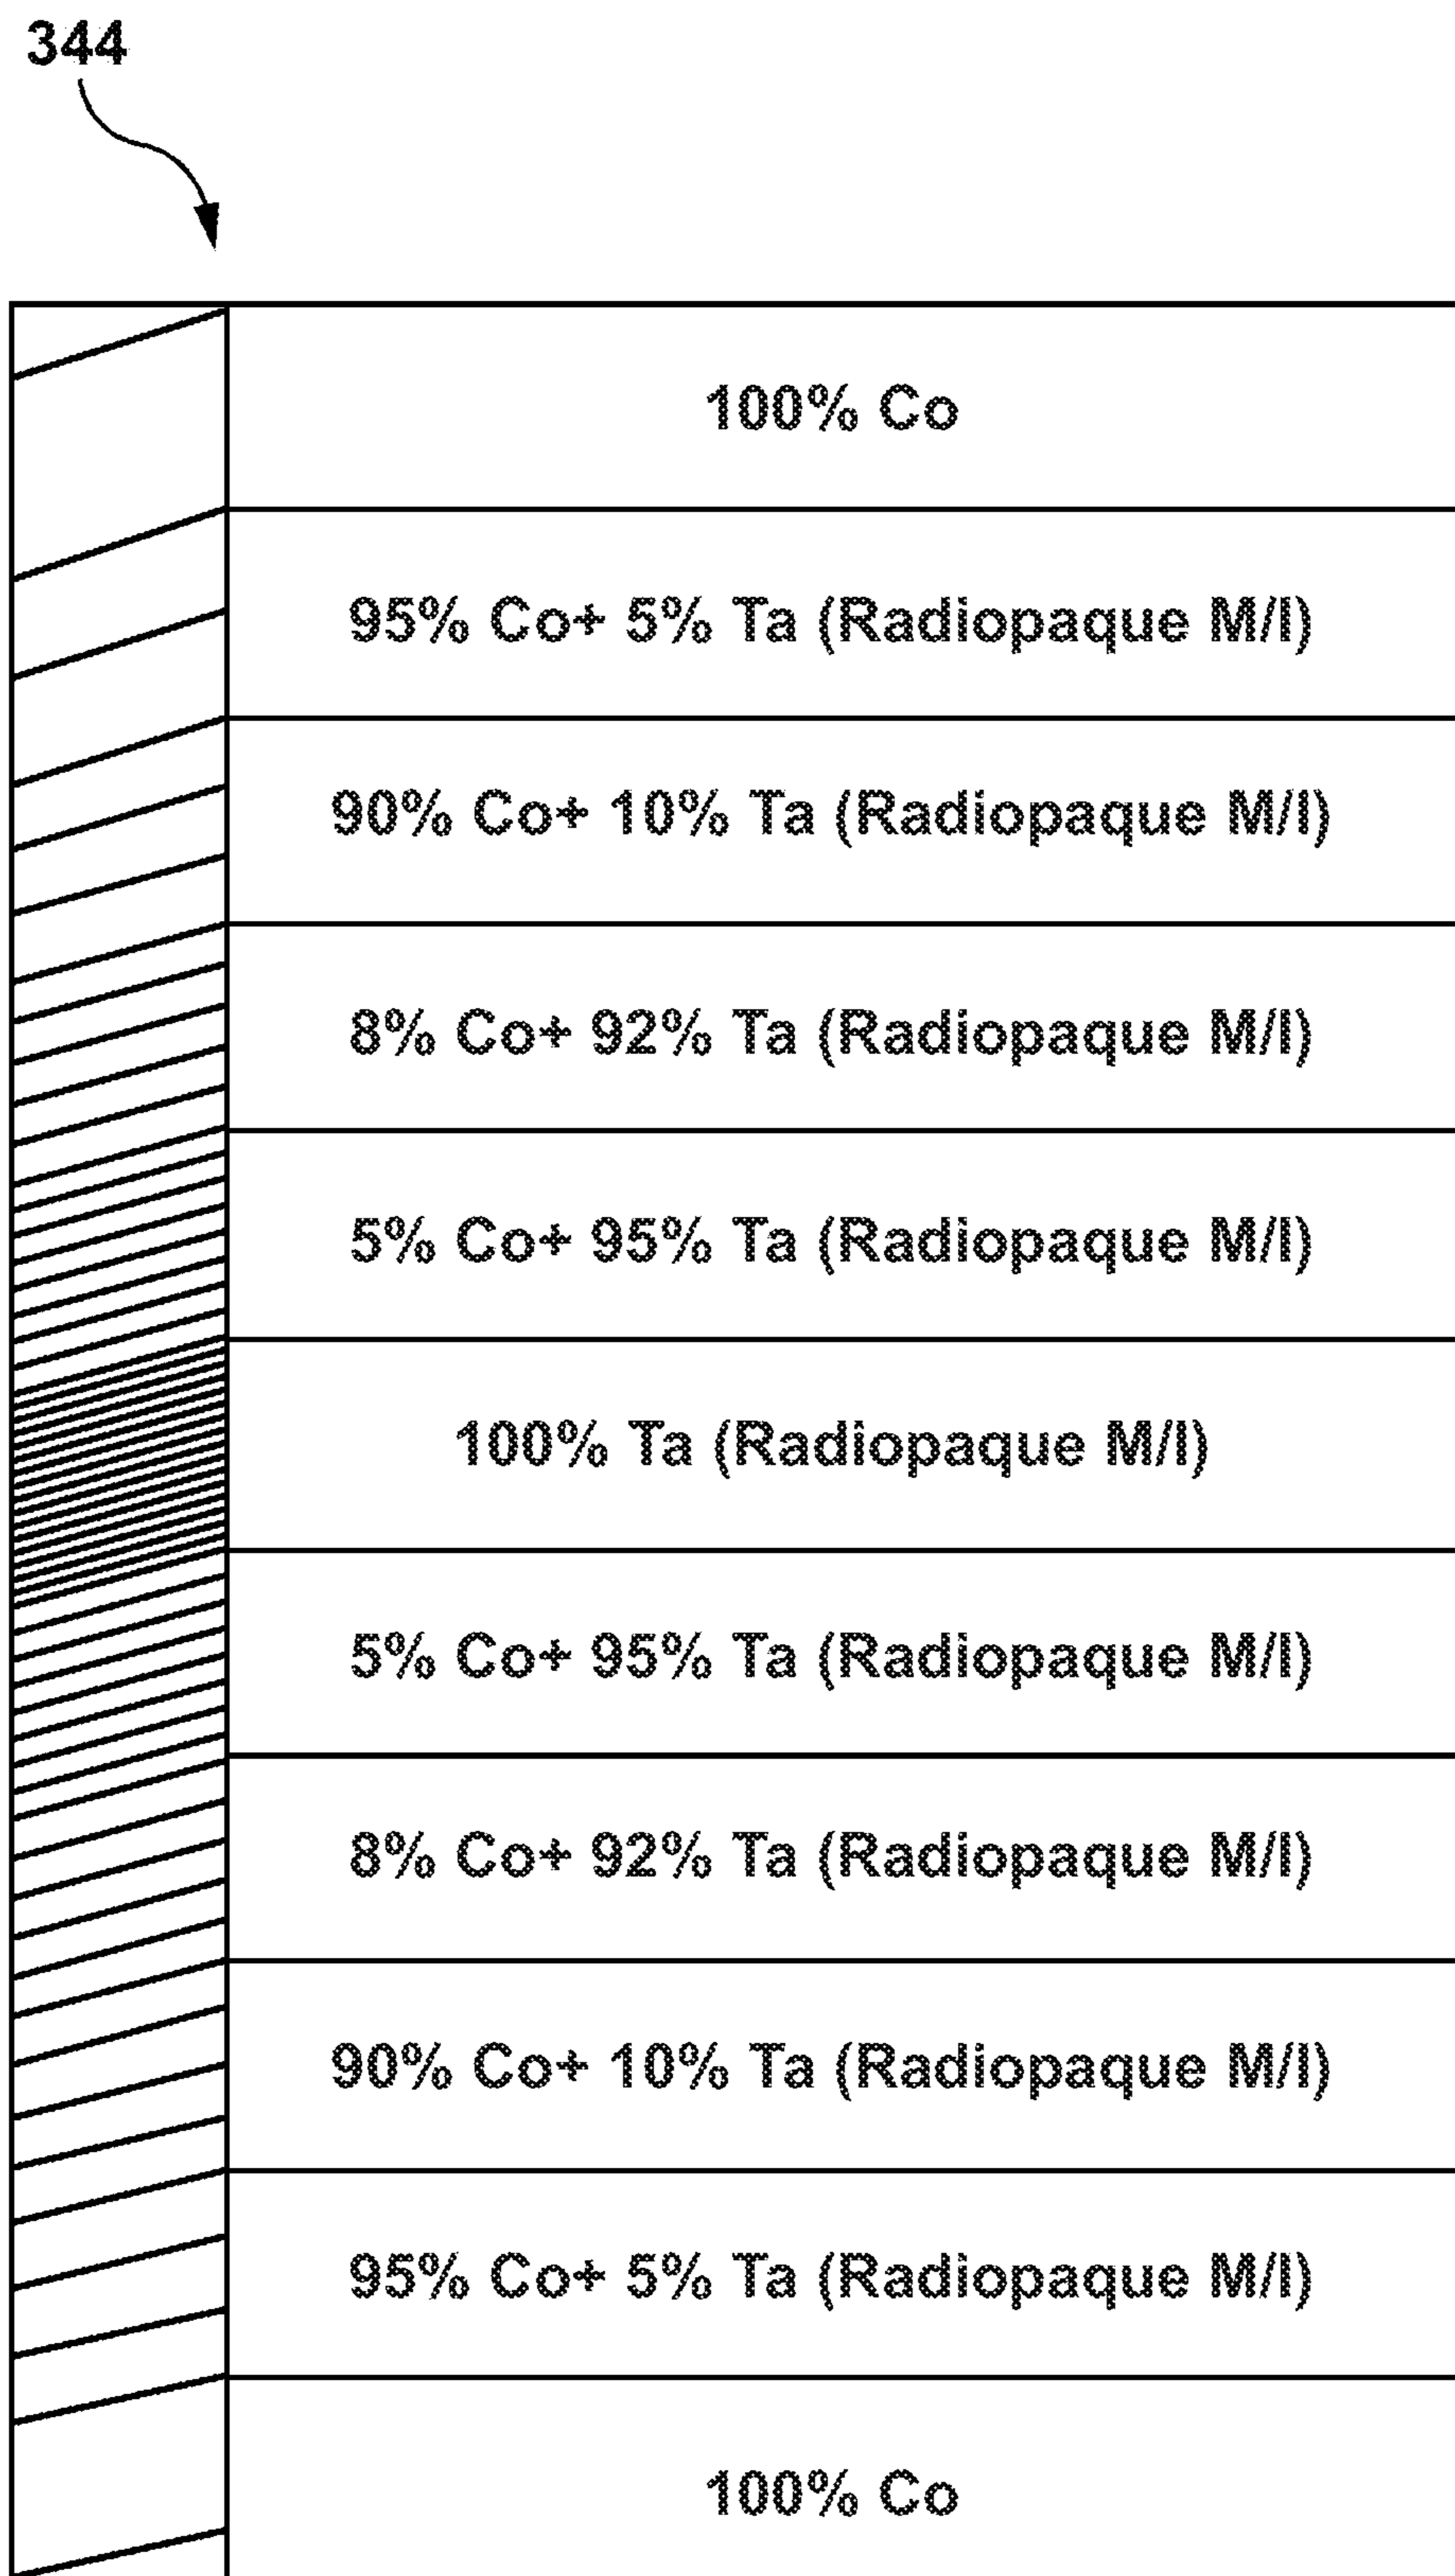 344
100% Co
95% Co+ 5% Ta (Radiopaque M/l)
90% Co+ 10% Ta (Radiopaque M/l)
8% Co+ 92% Ta (Radiopaque M/l)
5% Co+ 95% Ta (Radiopaque M/l)
100% Ta (Radiopaque M/l)
5% Co+ 95% Ta (Radiopaque M/l)
8% Co+ 92% Ta (Radiopaque M/l)
90% Co+ 10% Ta (Radiopaque M/l)
95% Co+ 5% Ta (Radiopaque M/l)
100% Co